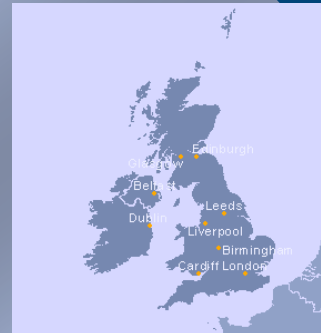 Edinburgh
Glasgow
Belfast
Leeds
Dublin
Liverpool
Birmingham
Cardiff London